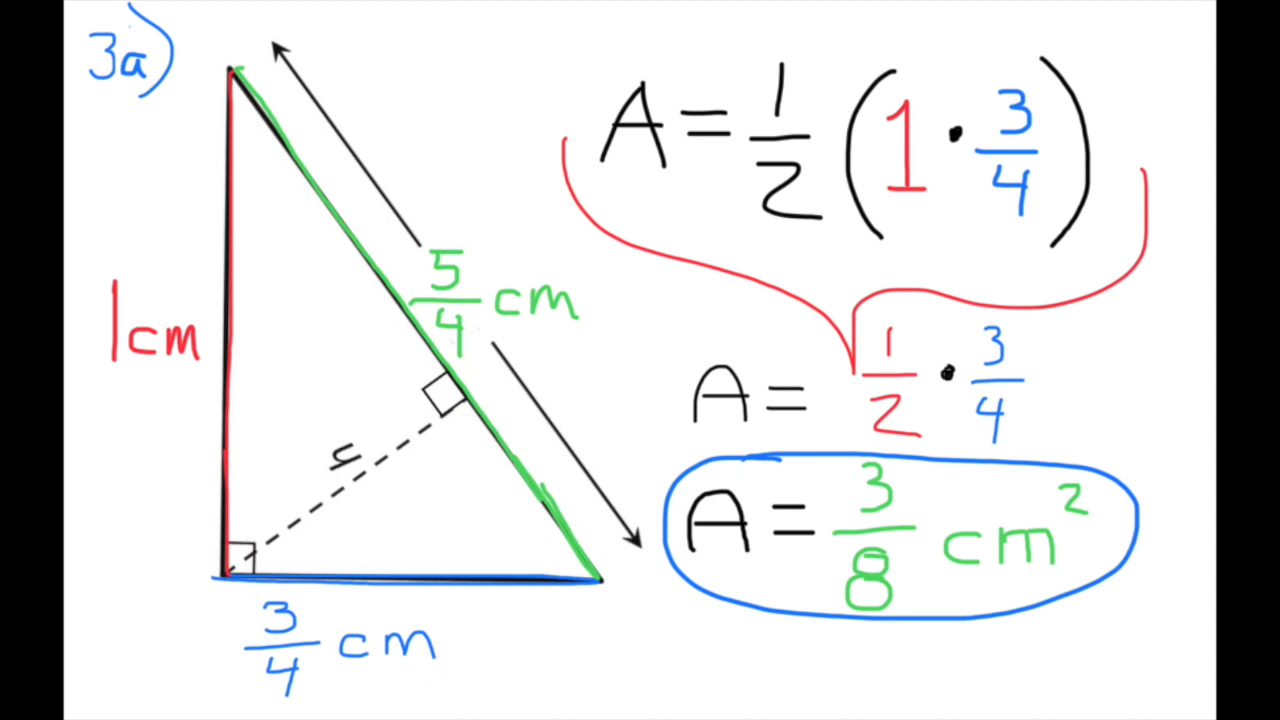 3a)
A = 1/2 (1 · 3/4)
5/4 cm
1cm
A = 1/2 · 3/4
A = 3/8 cm²
3/4 cm